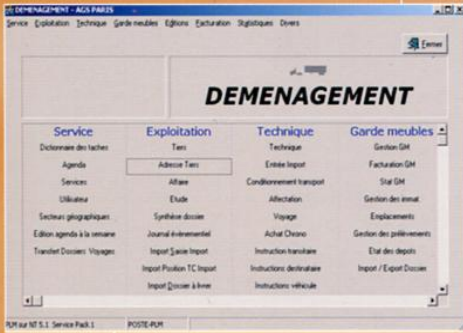 DEMENAGEMENT - AGS PARIS
Service Exploitation Technique Garde meubles Editions Facturation Statistiques Divers
Fermer
DEMENAGEMENT
Service Exploitation Technique Garde meubles
Dictionnaire des taches Tiers Technique Gestion GM
Agenda Adresse Tiers Entrée Import Facturation GM
Services Affaire Conditionnement transport Stat GM
Utilisateur Etude Affectation Gestion des immat.
Secteurs géographiques Synthèse dossier Voyage Emplacements
Edition agenda à la semaine Journal évènementiel Achat Chrono Gestion des prélèvements
Transfert Dossiers Voyages Import Saisie Import Instruction transitaire Etat des depots
Import Position TC Import Instructions destinataire Import / Export Dossier
Import Dossier à livrer Instructions véhicule
PLM sur NT 5.1 Service Pack 1 POSTE-PLM